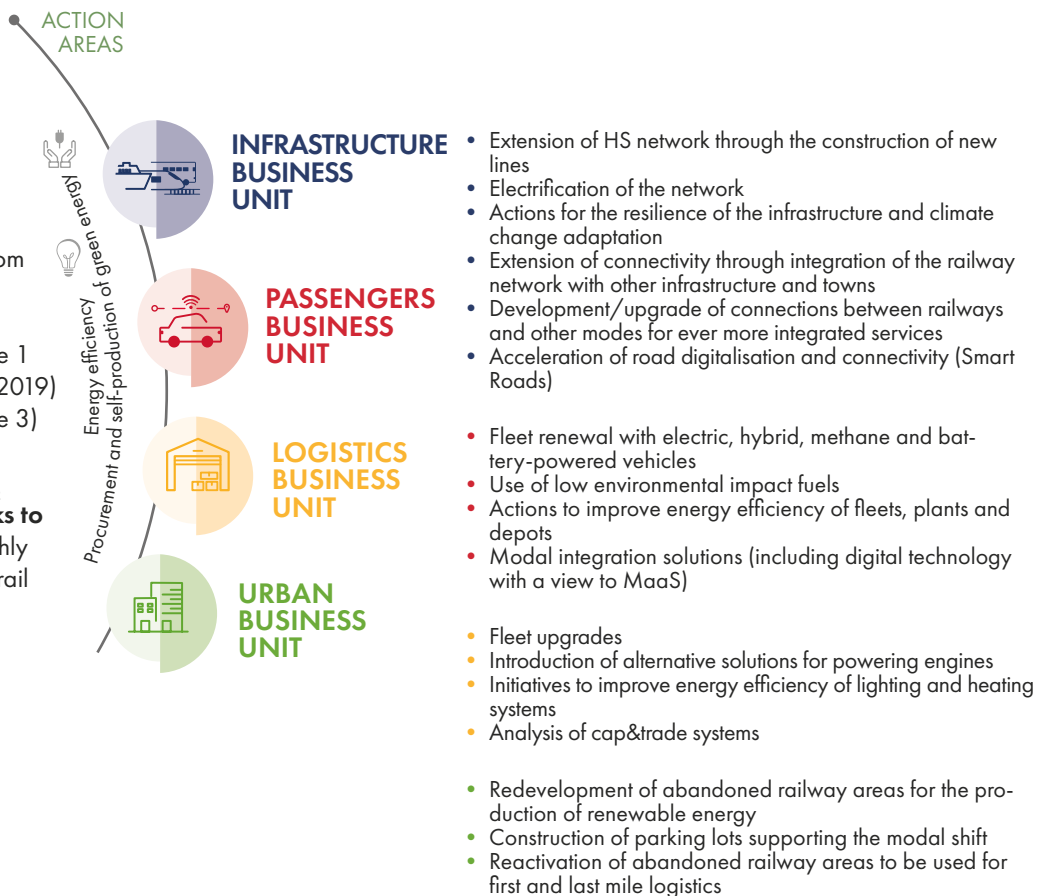 ACTION
AREAS
om
e 1
2019)
e 3)
ks to
hly
rail
Energy efficiency
Procurement and self-production of green energy
INFRASTRUCTURE
BUSINESS
UNIT
• Extension of HS network through the construction of new
lines
• Electrification of the network
• Actions for the resilience of the infrastructure and climate
change adaptation
• Extension of connectivity through integration of the railway
network with other infrastructure and towns
• Development/upgrade of connections between railways
and other modes for ever more integrated services
• Acceleration of road digitalisation and connectivity (Smart
Roads)
PASSENGERS
BUSINESS
UNIT
• Fleet renewal with electric, hybrid, methane and bat-
tery-powered vehicles
• Use of low environmental impact fuels
• Actions to improve energy efficiency of fleets, plants and
depots
• Modal integration solutions (including digital technology
with a view to MaaS)
LOGISTICS
BUSINESS
UNIT
• Fleet upgrades
• Introduction of alternative solutions for powering engines
• Initiatives to improve energy efficiency of lighting and heating
systems
• Analysis of cap&trade systems
URBAN
BUSINESS
UNIT
• Redevelopment of abandoned railway areas for the pro-
duction of renewable energy
• Construction of parking lots supporting the modal shift
• Reactivation of abandoned railway areas to be used for
first and last mile logistics